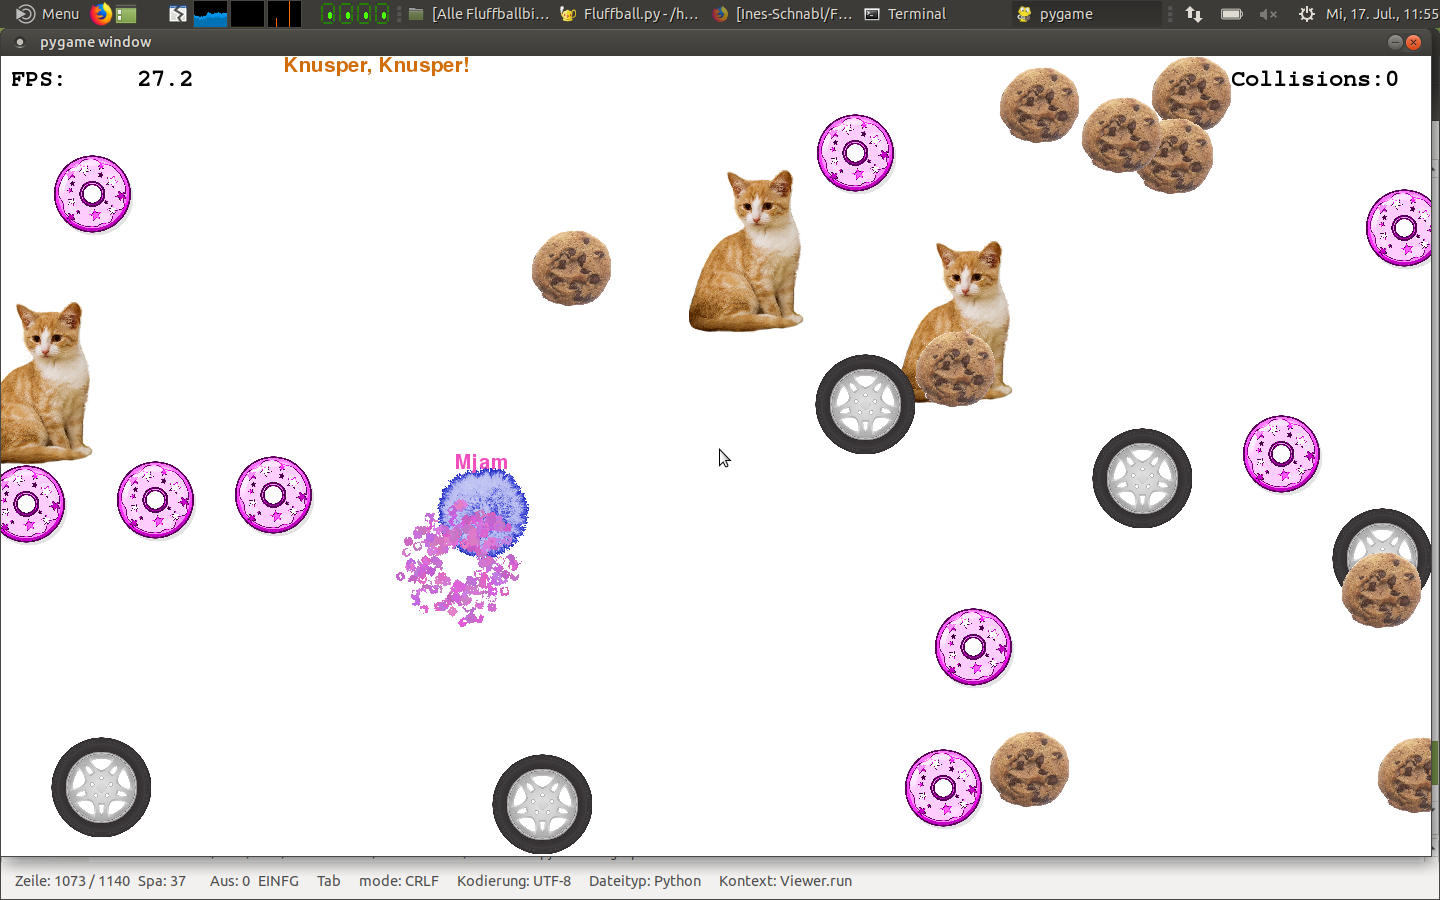 Menu [Alle Fluffballbi... Fluffball.py - /h... [Ines-Schnabl/F... Terminal pygame Mi, 17. Jul., 11:55
pygame window
Knusper, Knusper!
FPS: 27.2 Collisions:0
Mjam
Zeile: 1073 / 1140 Spa: 37 Aus: 0 EINFG Tab mode: CRLF Kodierung: UTF-8 Dateityp: Python Kontext: Viewer.run